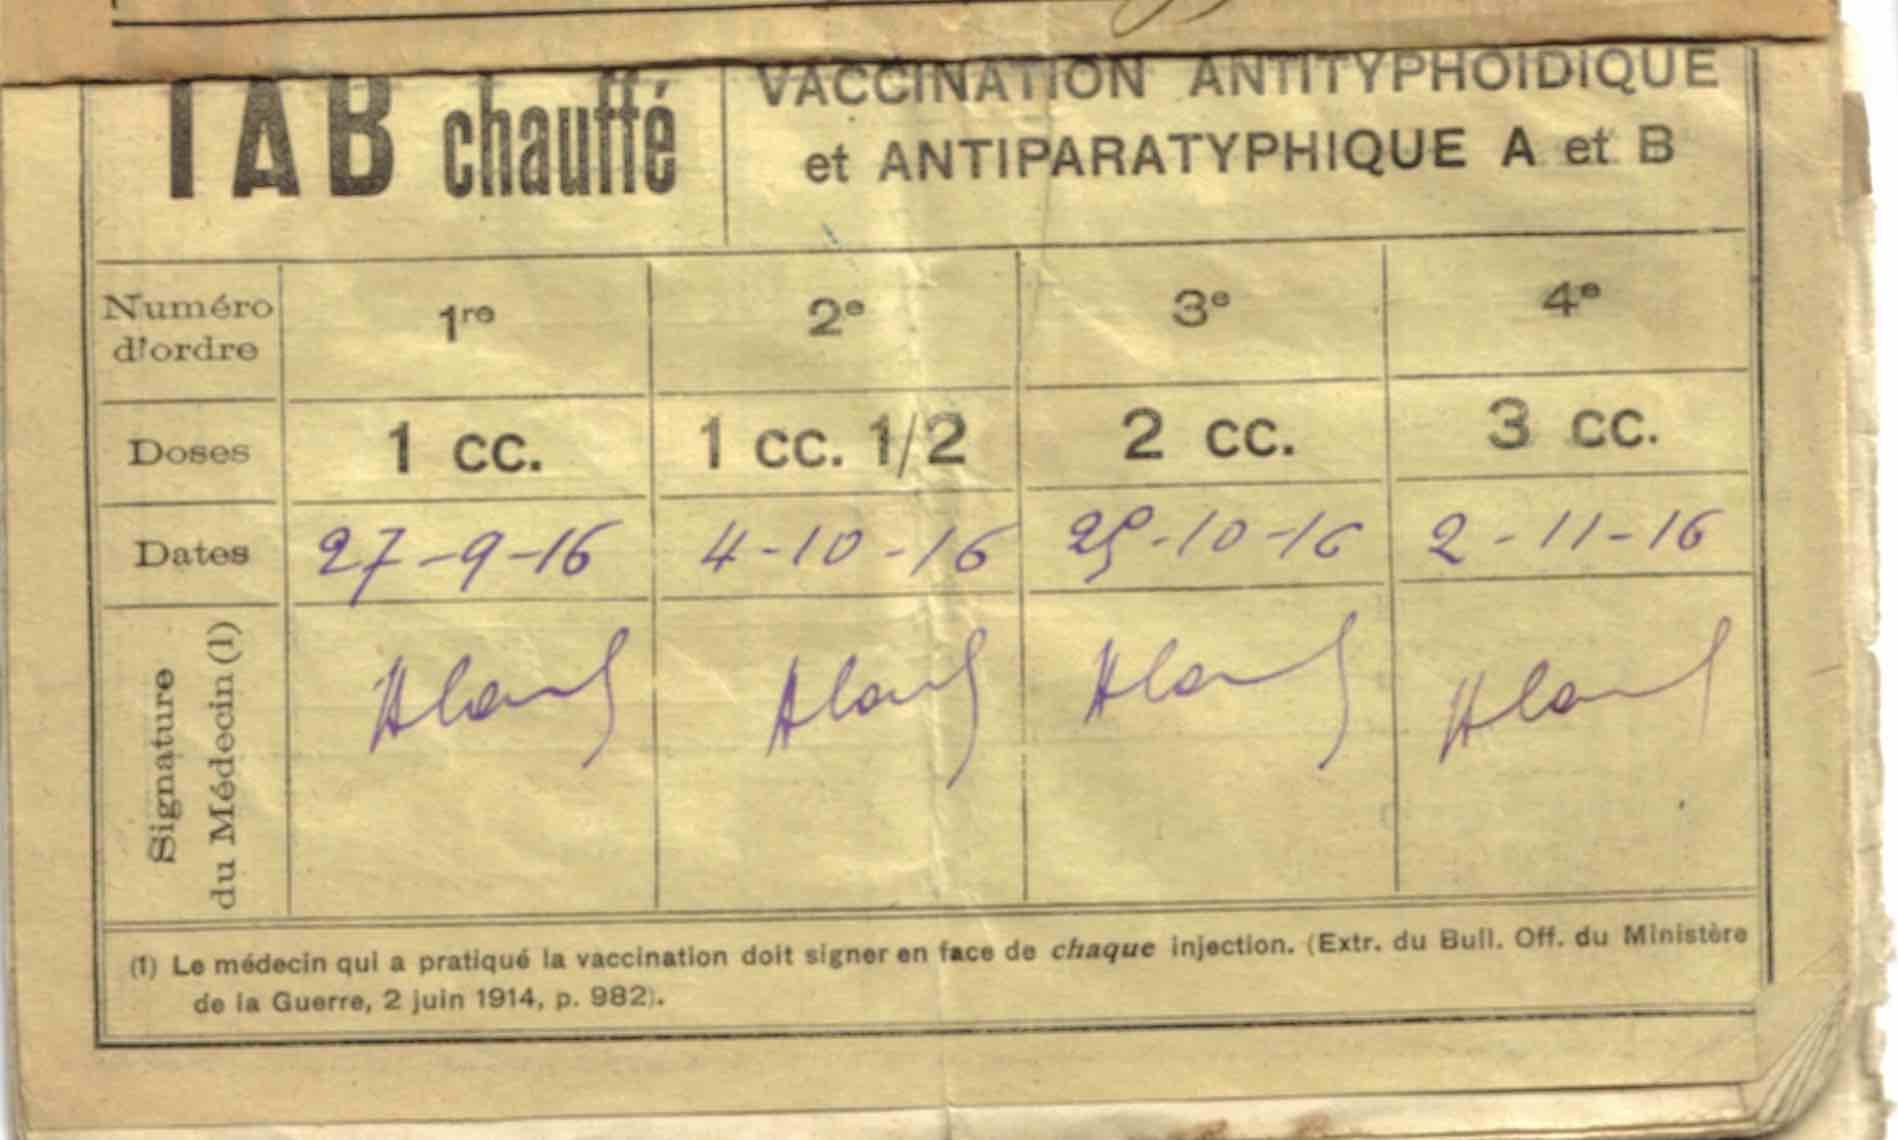 TAB chauffé
VACCINATION ANTITYPHOÏDIQUE
et ANTIPARATYPHIQUE A et B
Numéro d'ordre 1re 2e 3e 4e
Doses 1 cc. 1 cc. 1/2 2 cc. 3 cc.
Dates 27-9-16 4-10-16 25-10-16 2-11-16
Signature
du Médecin (1)
(1) Le médecin qui a pratiqué la vaccination doit signer en face de chaque injection. (Extr. du Bull. Off. du Ministère
de la Guerre, 2 juin 1914, p. 982).